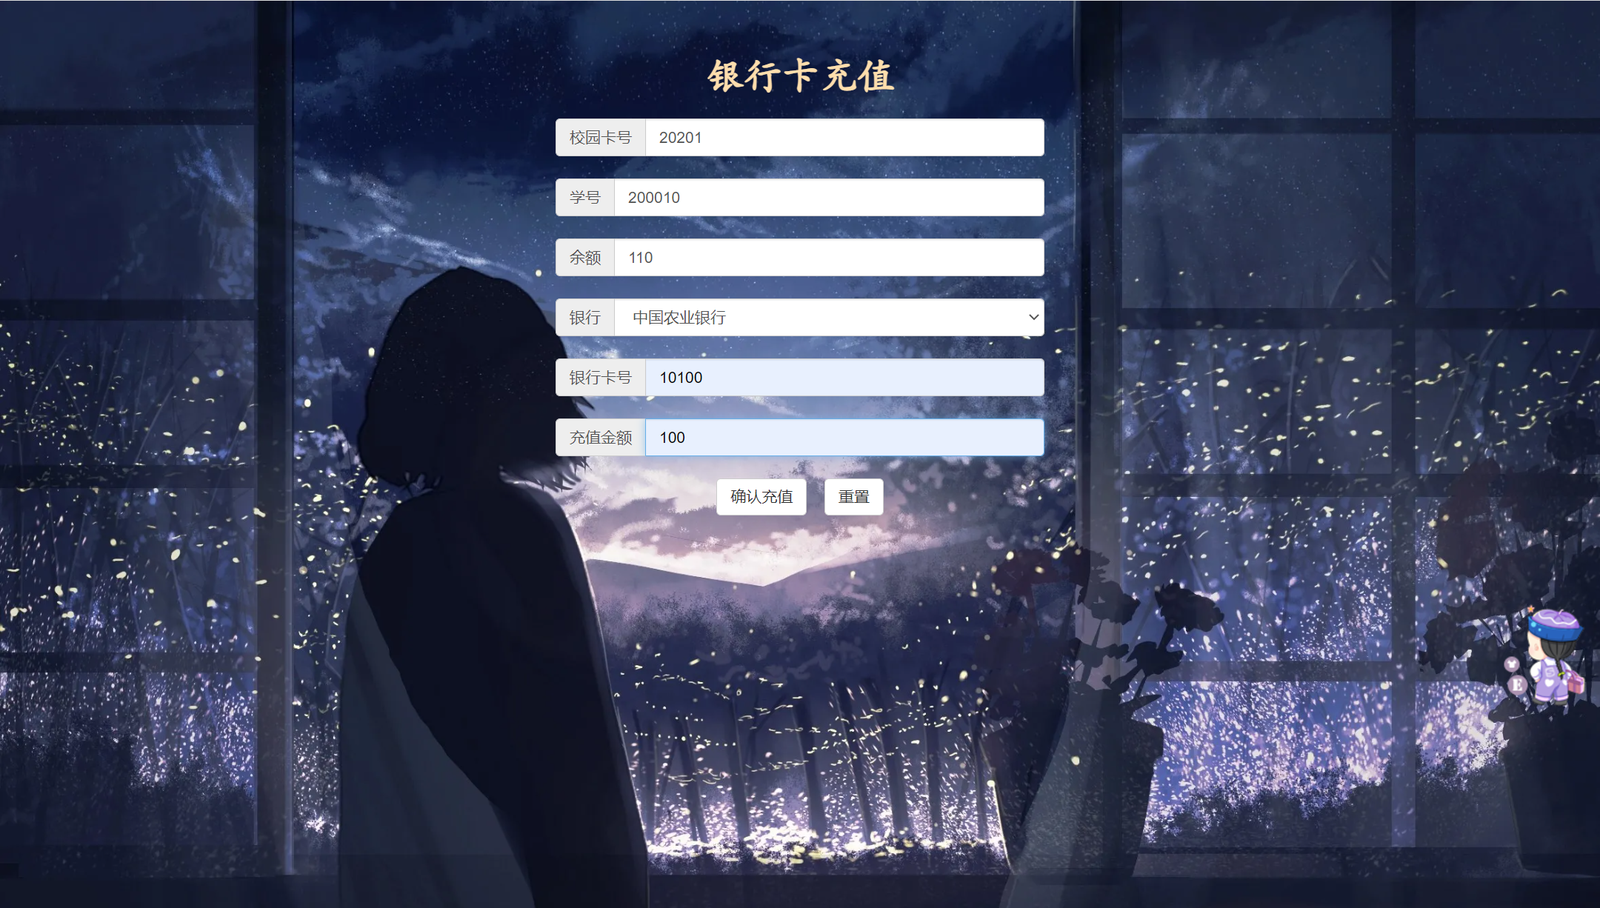 银行卡充值
校园卡号 20201
学号 200010
余额 110
银行 中国农业银行
银行卡号 10100
充值金额 100
确认充值 重置
E